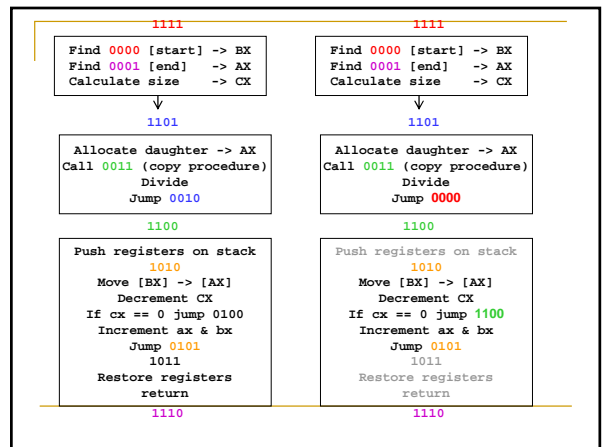 1111
Find 0000 [start] -> BX
Find 0001 [end] -> AX
Calculate size -> CX
1101
Allocate daughter -> AX
Call 0011 (copy procedure)
Divide
Jump 0010
1100
Push registers on stack
1010
Move [BX] -> [AX]
Decrement CX
If cx == 0 jump 0100
Increment ax & bx
Jump 0101
1011
Restore registers
return
1110
1111
Find 0000 [start] -> BX
Find 0001 [end] -> AX
Calculate size -> CX
1101
Allocate daughter -> AX
Call 0011 (copy procedure)
Divide
Jump 0000
1100
Push registers on stack
1010
Move [BX] -> [AX]
Decrement CX
If cx == 0 jump 1100
Increment ax & bx
Jump 0101
1011
Restore registers
return
1110